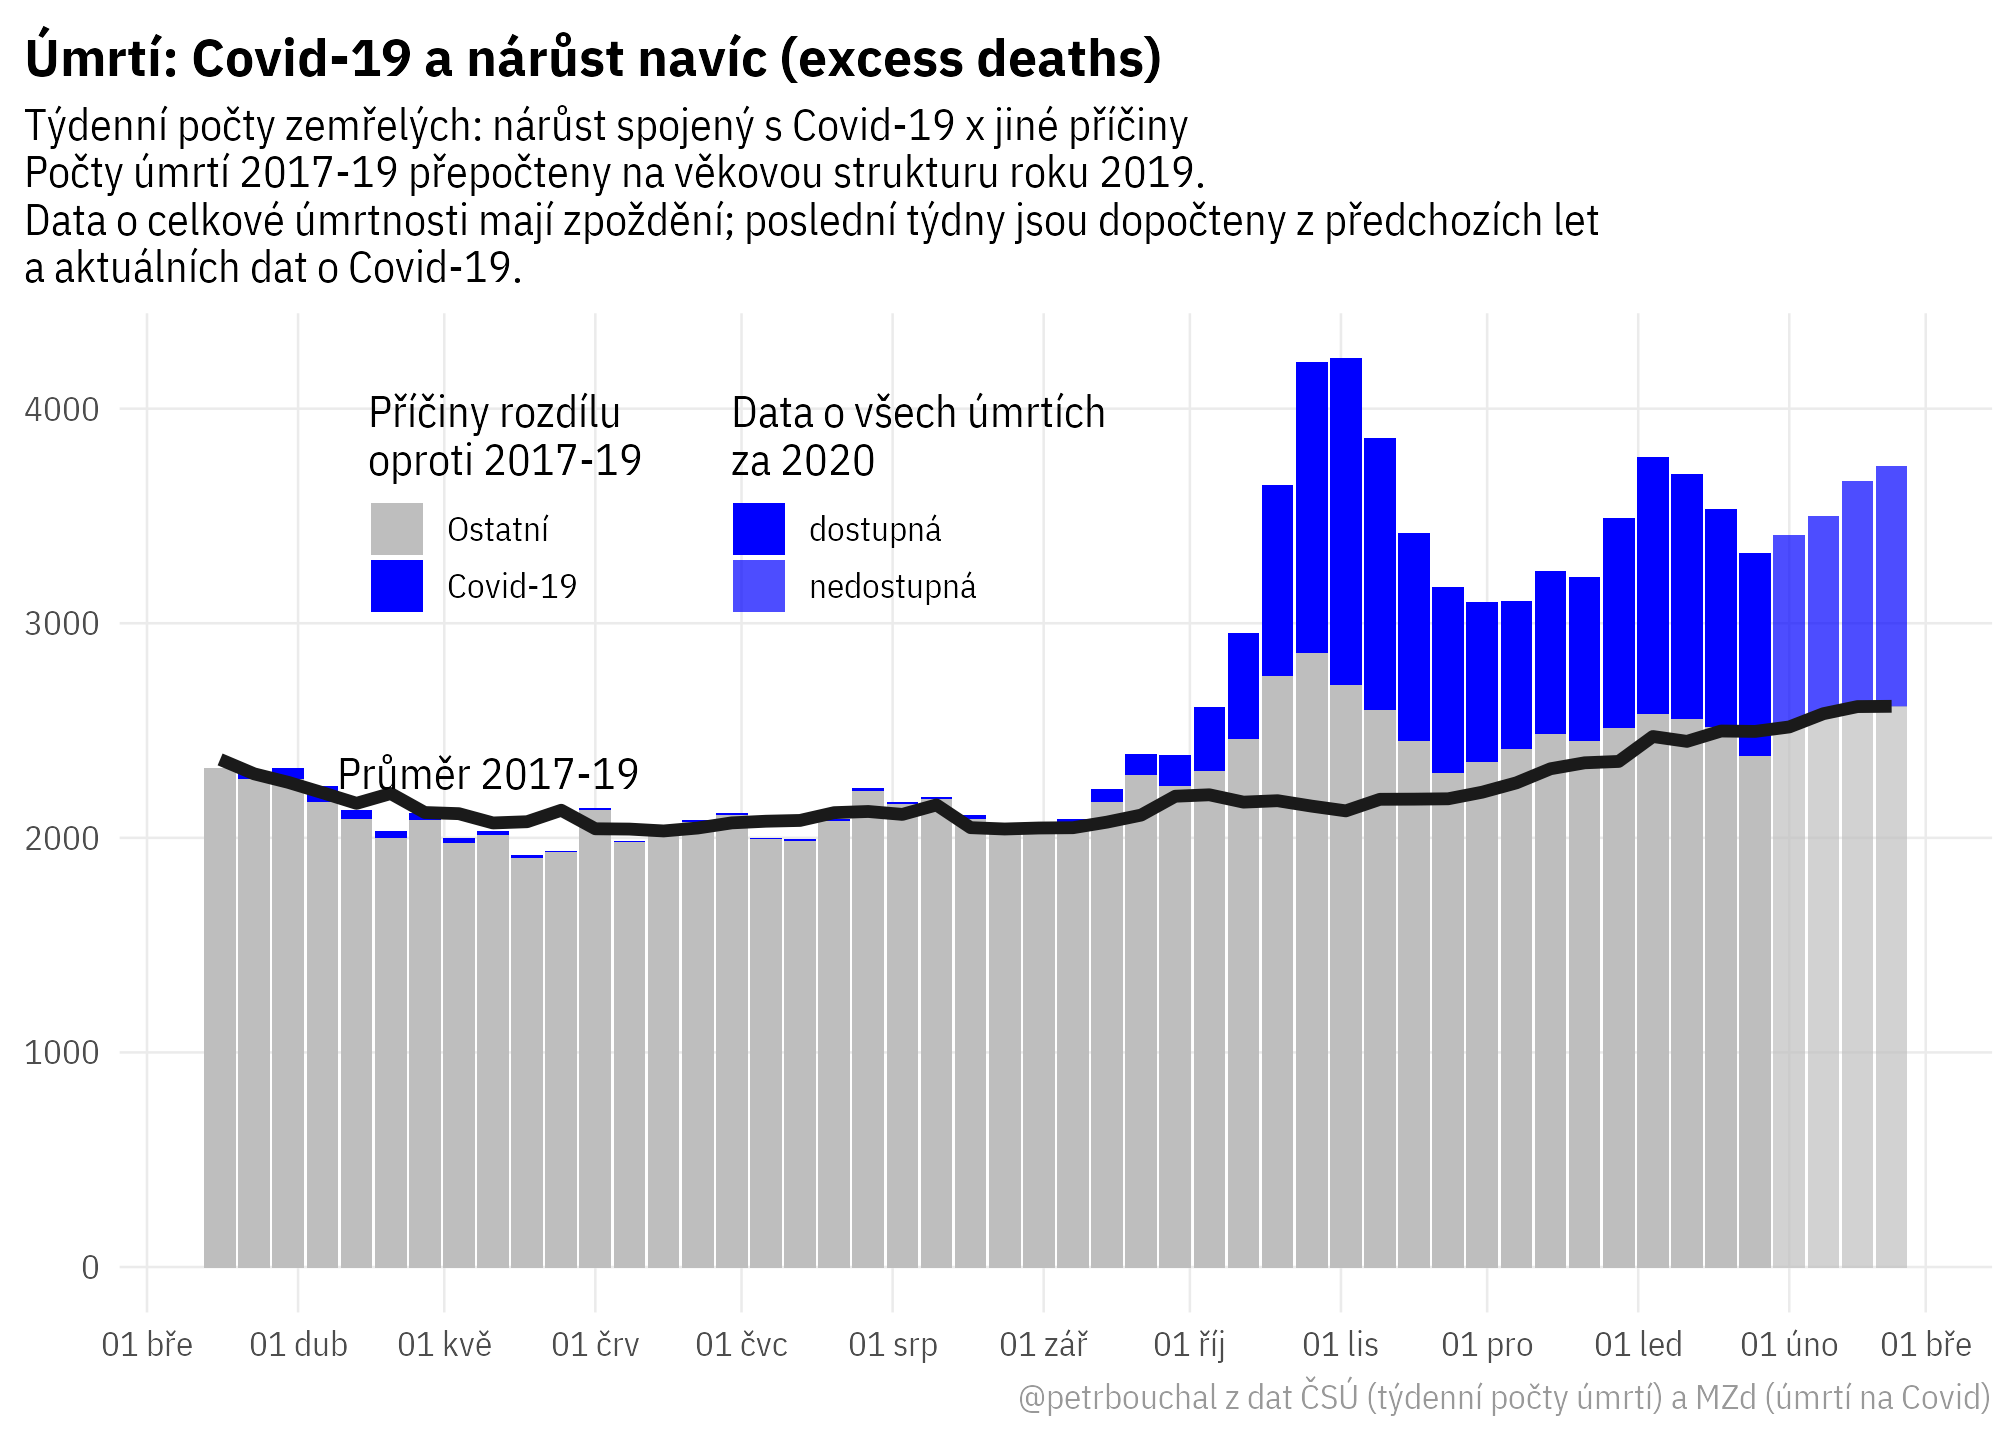 Úmrtí: Covid-19 a nárůst navíc (excess deaths)
Týdenní počty zemřelých: nárůst spojený s Covid-19 x jiné příčiny
Počty úmrtí 2017-19 přepočteny na věkovou strukturu roku 2019.
Data o celkové úmrtnosti mají zpoždění; poslední týdny jsou dopočteny z předchozích let
a aktuálních dat o Covid-19.
Příčiny rozdílu
oproti 2017-19
Ostatní
Covid-19
Data o všech úmrtích
za 2020
dostupná
nedostupná
Průměr 2017-19
4000
3000
2000
1000
0
01 bře
01 dub
01 kvě
01 črv
01 čvc
01 srp
01 zář
01 říj
01 lis
01 pro
01 led
01 úno
01 bře
@petrbouchal z dat ČSÚ (týdenní počty úmrtí) a MZd (úmrtí na Covid)